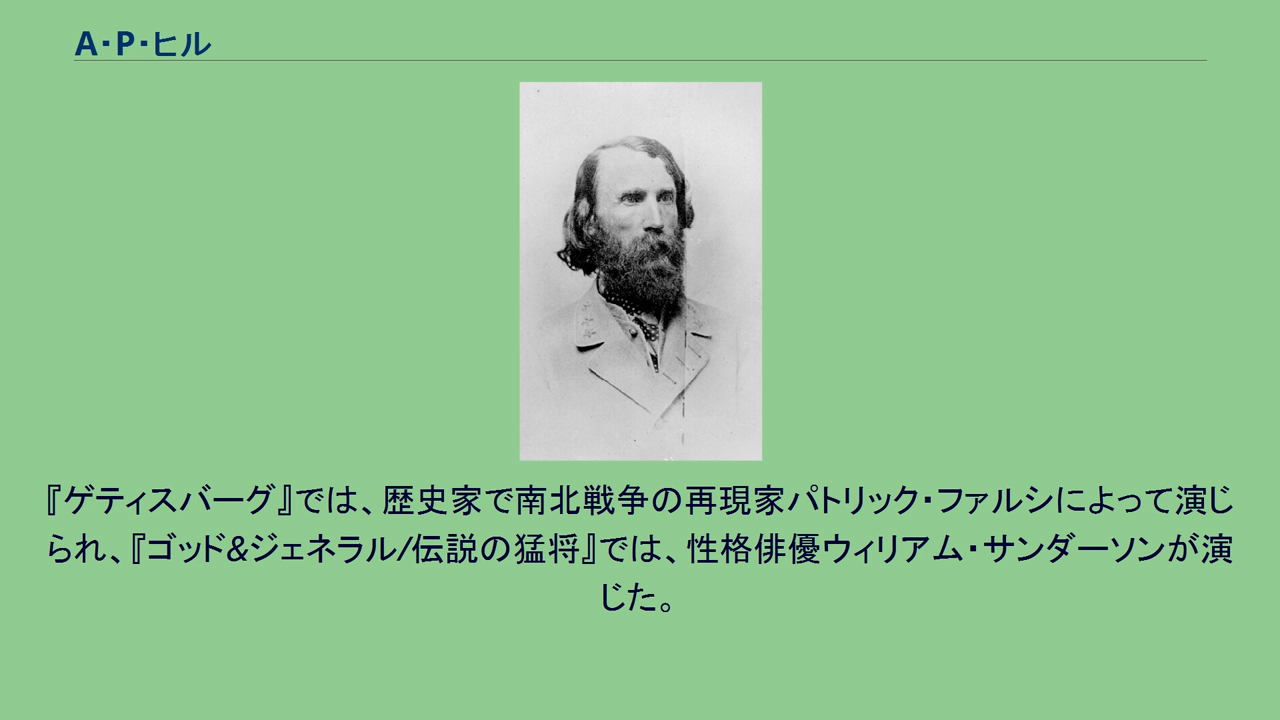 A・P・ヒル
『ゲティスバーグ』では、歴史家で南北戦争の再現家パトリック・ファルシによって演じ
られ、『ゴッド&ジェネラル/伝説の猛将』では、性格俳優ウィリアム・サンダーソンが演
じた。